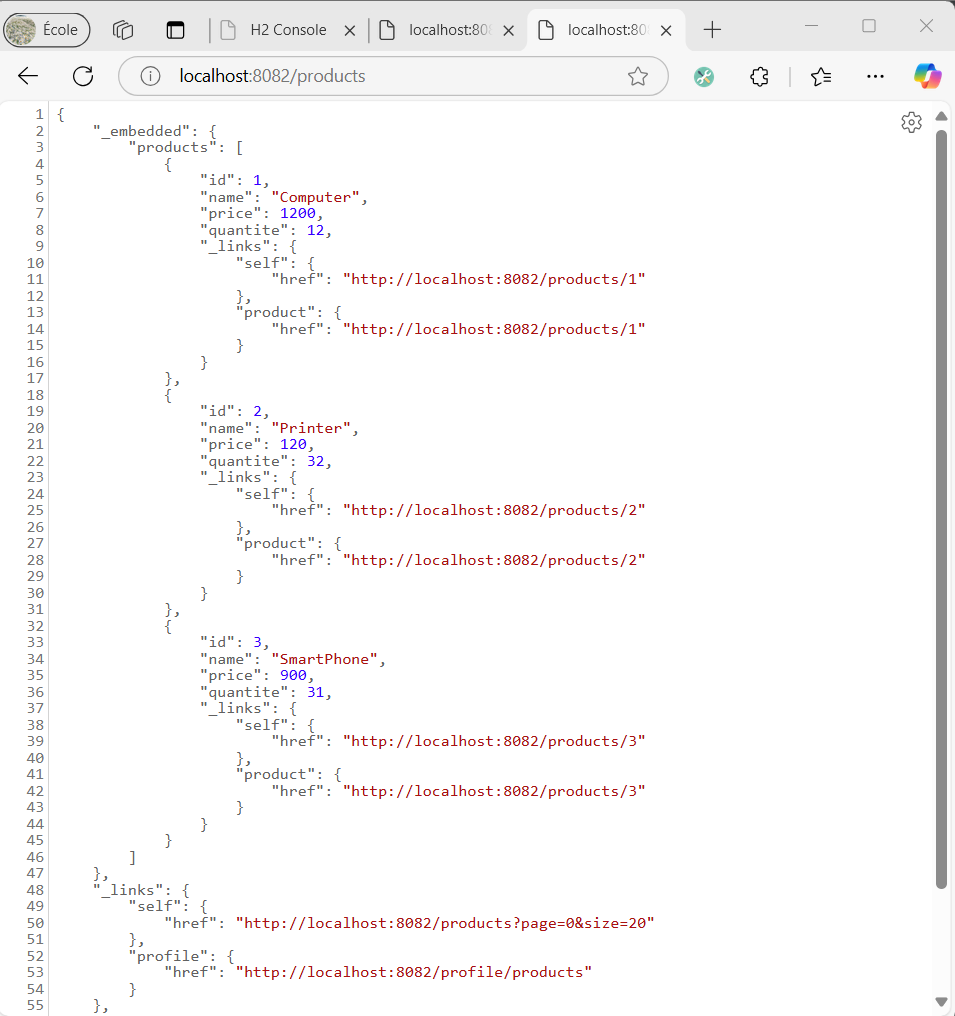 École
H2 Console
localhost:808
localhost:80
localhost:8082/products
1 {
2     "_embedded": {
3         "products": [
4             {
5                 "id": 1,
6                 "name": "Computer",
7                 "price": 1200,
8                 "quantite": 12,
9                 "_links": {
10                     "self": {
11                         "href": "http://localhost:8082/products/1"
12                     },
13                     "product": {
14                         "href": "http://localhost:8082/products/1"
15                     }
16                 }
17             },
18             {
19                 "id": 2,
20                 "name": "Printer",
21                 "price": 120,
22                 "quantite": 32,
23                 "_links": {
24                     "self": {
25                         "href": "http://localhost:8082/products/2"
26                     },
27                     "product": {
28                         "href": "http://localhost:8082/products/2"
29                     }
30                 }
31             },
32             {
33                 "id": 3,
34                 "name": "SmartPhone",
35                 "price": 900,
36                 "quantite": 31,
37                 "_links": {
38                     "self": {
39                         "href": "http://localhost:8082/products/3"
40                     },
41                     "product": {
42                         "href": "http://localhost:8082/products/3"
43                     }
44                 }
45             }
46         ]
47     },
48     "_links": {
49         "self": {
50             "href": "http://localhost:8082/products?page=0&size=20"
51         },
52         "profile": {
53             "href": "http://localhost:8082/profile/products"
54         }
55     },